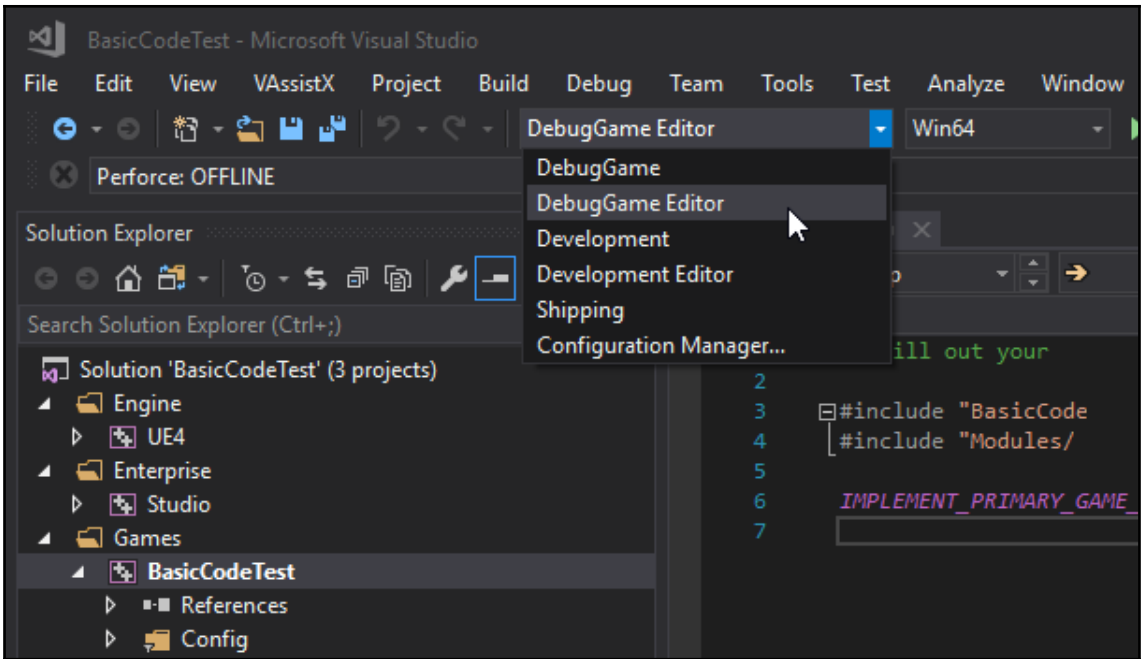 BasicCodeTest - Microsoft Visual Studio
File Edit View VAssistX Project Build Debug Team Tools Test Analyze Window
DebugGame Editor Win64
Perforce: OFFLINE
DebugGame
DebugGame Editor
Development
Development Editor
Shipping
Configuration Manager...
Solution Explorer
Search Solution Explorer (Ctrl+;)
Solution 'BasicCodeTest' (3 projects)
Engine
UE4
Enterprise
Studio
Games
BasicCodeTest
References
Config
ill out your
2
3 #include "BasicCode
4 #include "Modules/
5
6 IMPLEMENT_PRIMARY_GAME_
7